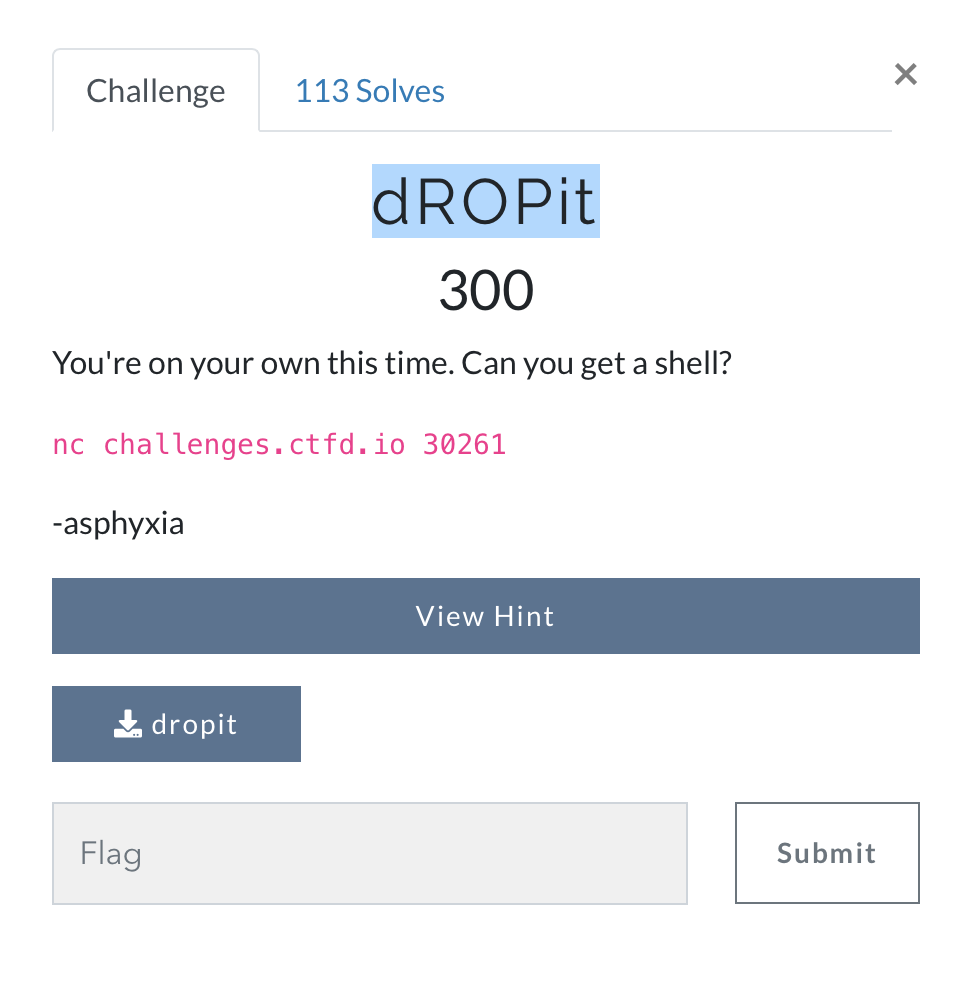 Challenge
113 Solves
×
dROPit
300
You're on your own this time. Can you get a shell?
nc challenges.ctfd.io 30261
-asphyxia
View Hint
dropit
Flag
Submit